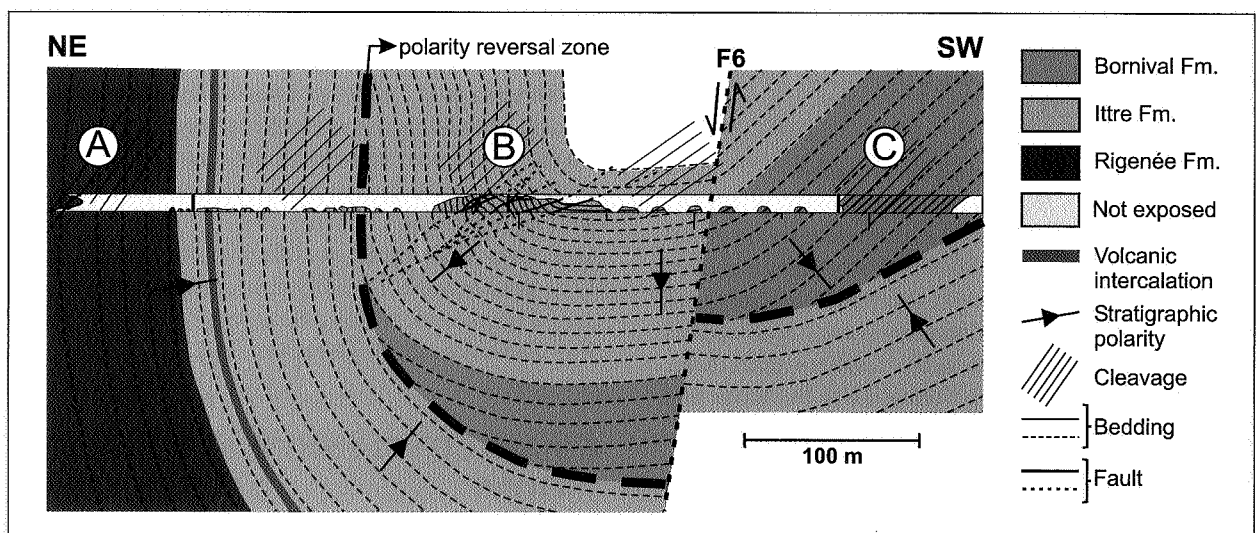 NE
polarity reversal zone
F6
SW
A
B
C
100 m
Bornival Fm.
Ittre Fm.
Rigenée Fm.
Not exposed
Volcanic
intercalation
Stratigraphic
polarity
Cleavage
Bedding
Fault